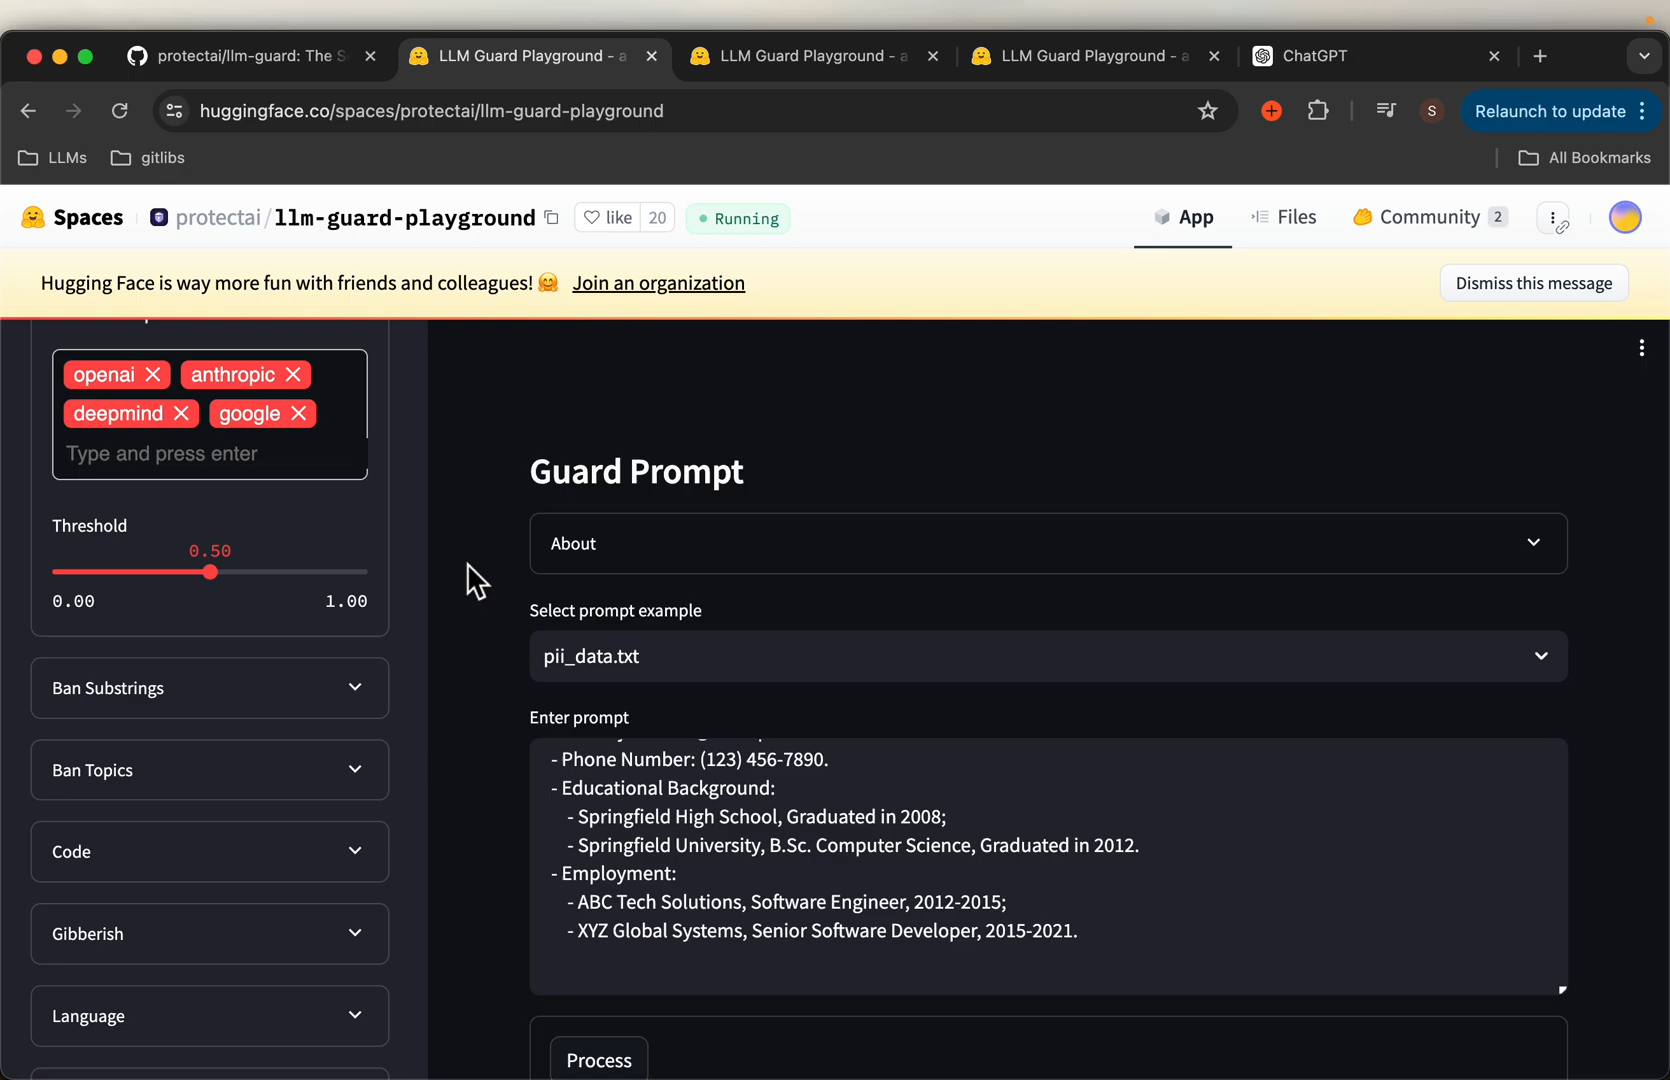 protectai/llm-guard: The S
LLM Guard Playground - a
LLM Guard Playground - a
LLM Guard Playground - a
ChatGPT
huggingface.co/spaces/protectai/llm-guard-playground
S
Relaunch to update
LLMs
gitlibs
All Bookmarks
Spaces
protectai/llm-guard-playground
like 20
Running
App
Files
Community 2
Hugging Face is way more fun with friends and colleagues! 🤗 Join an organization
Dismiss this message
openai
anthropic
deepmind
google
Type and press enter
Threshold
0.50
0.00
1.00
Ban Substrings
Ban Topics
Code
Gibberish
Language
Guard Prompt
About
Select prompt example
pii_data.txt
Enter prompt
- Phone Number: (123) 456-7890.
- Educational Background:
- Springfield High School, Graduated in 2008;
- Springfield University, B.Sc. Computer Science, Graduated in 2012.
- Employment:
- ABC Tech Solutions, Software Engineer, 2012-2015;
- XYZ Global Systems, Senior Software Developer, 2015-2021.
Process